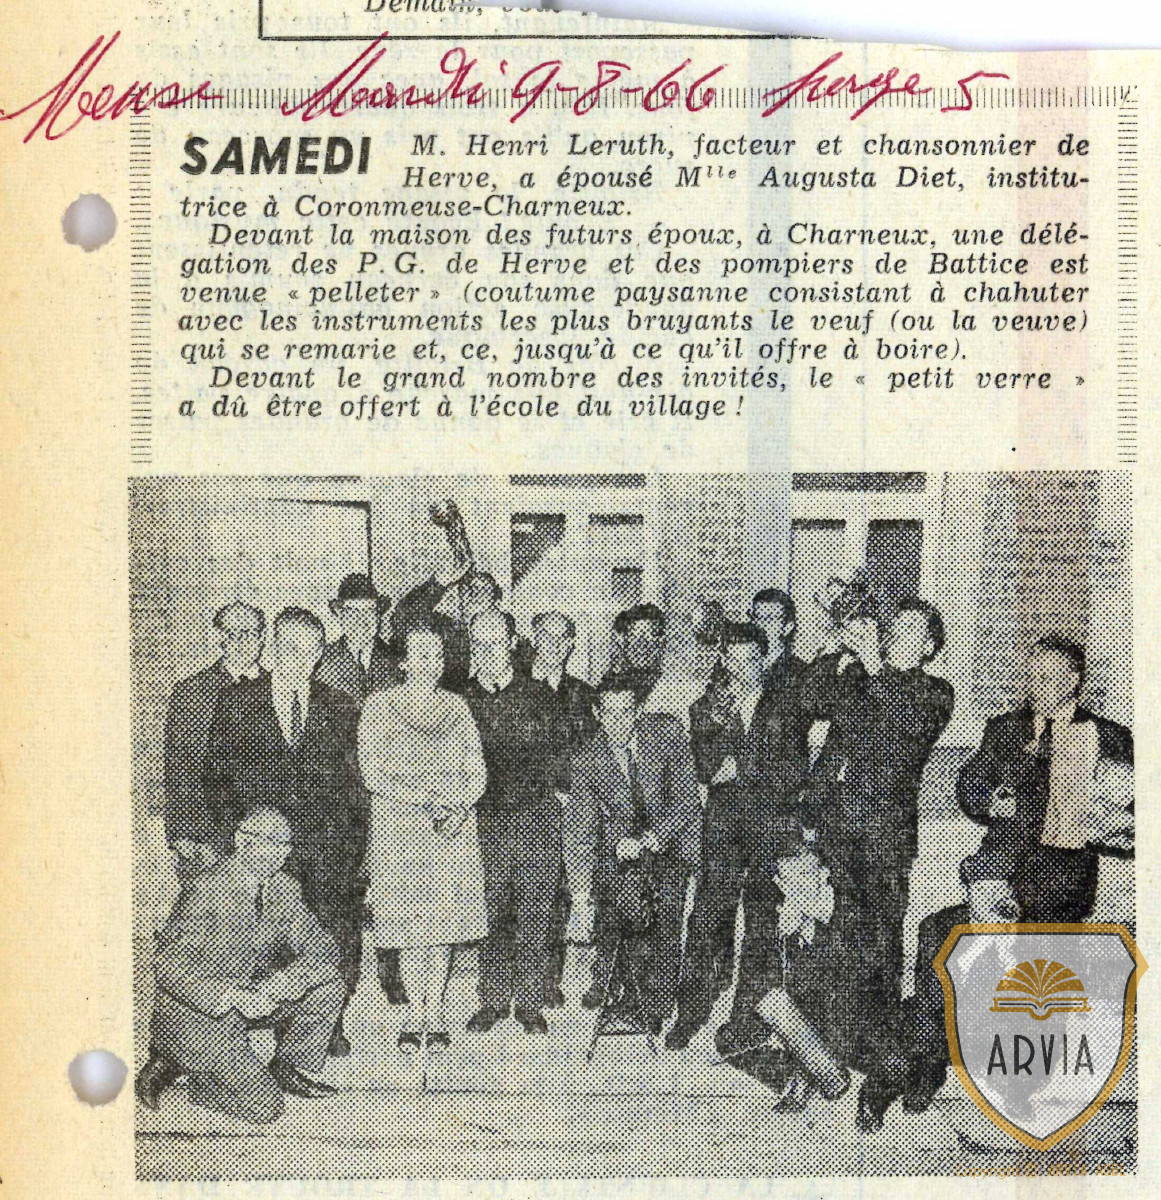 Demain,
Meuse Mardi 9-8-66 page 5
SAMEDI M. Henri Leruth, facteur et chansonnier de
Herve, a épousé Mlle Augusta Diet, institu-
trice à Coronmeuse-Charneux.
Devant la maison des futurs époux, à Charneux, une délé-
gation des P. G. de Herve et des pompiers de Battice est
venue « pelleter » (coutume paysanne consistant à chahuter
avec les instruments les plus bruyants le veuf (ou la veuve)
qui se remarie et, ce, jusqu'à ce qu'il offre à boire).
Devant le grand nombre des invités, le « petit verre »
a dû être offert à l'école du village !
ARVIA